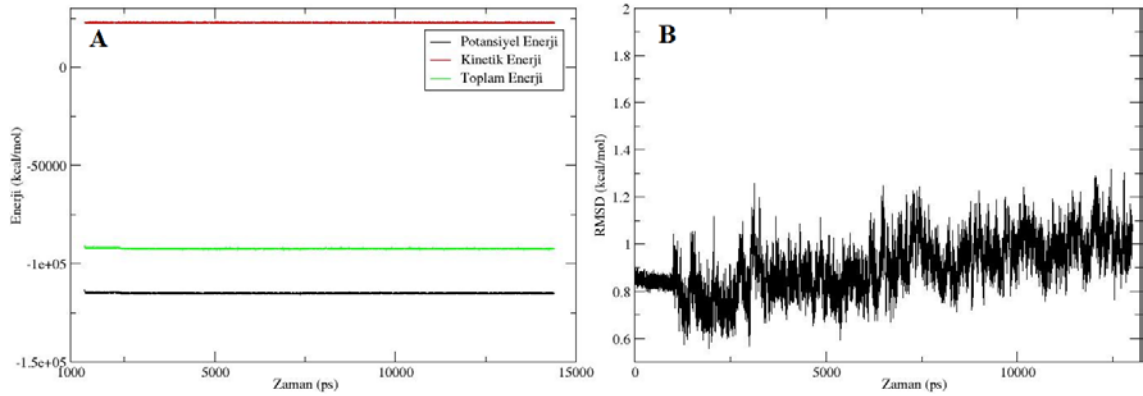 A
Potansiyel Enerji
Kinetik Enerji
Toplam Enerji
0
-50000
-1e+05
-1.5e+05
Enerji (kcal/mol)
1000
5000
10000
15000
Zaman (ps)
B
2
1.8
1.6
1.4
1.2
1
0.8
0.6
RMSD (kcal/mol)
0
5000
10000
Zaman (ps)